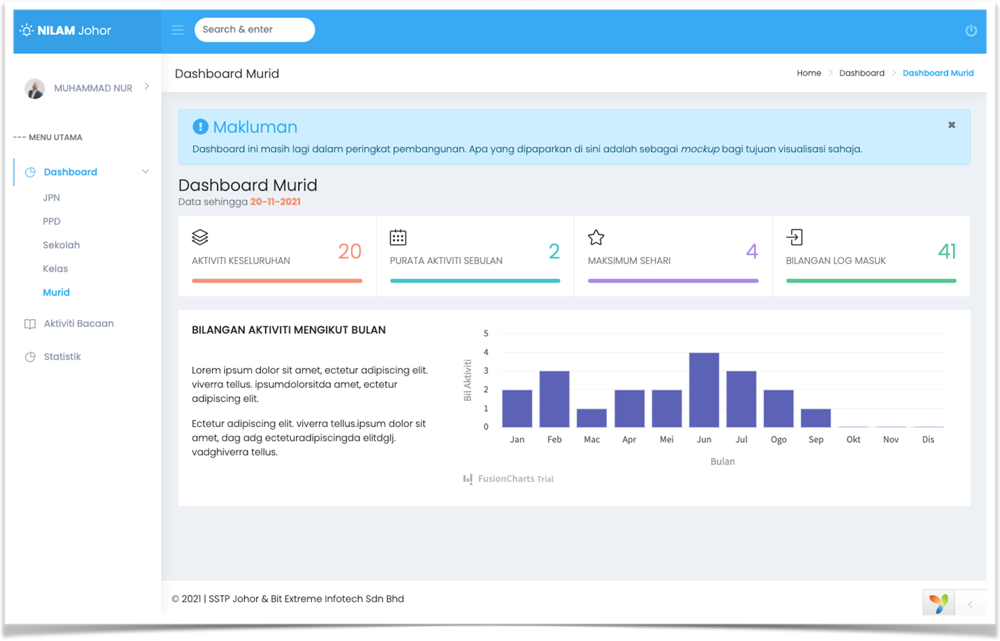 NILAM Johor
Search & enter
MUHAMMAD NUR
--- MENU UTAMA
Dashboard
JPN
PPD
Sekolah
Kelas
Murid
Aktiviti Bacaan
Statistik
Dashboard Murid
Home > Dashboard > Dashboard Murid
Makluman
Dashboard ini masih lagi dalam peringkat pembangunan. Apa yang dipaparkan di sini adalah sebagai mockup bagi tujuan visualisasi sahaja.
Dashboard Murid
Data sehingga 20-11-2021
AKTIVITI KESELURUHAN 20
PURATA AKTIVITI SEBULAN 2
MAKSIMUM SEHARI 4
BILANGAN LOG MASUK 41
BILANGAN AKTIVITI MENGIKUT BULAN
Lorem ipsum dolor sit amet, ectetur adipiscing elit.
viverra tellus. ipsumdolorsitda amet, ectetur
adipiscing elit.
Ectetur adipiscing elit. viverra tellus.ipsum dolor sit
amet, dag adg ecteturadipiscingda elitdglj.
vadghiverra tellus.
Bil Aktiviti
5
4
3
2
1
0
Jan Feb Mac Apr Mei Jun Jul Ogo Sep Okt Nov Dis
Bulan
FusionCharts Trial
© 2021 | SSTP Johor & Bit Extreme Infotech Sdn Bhd